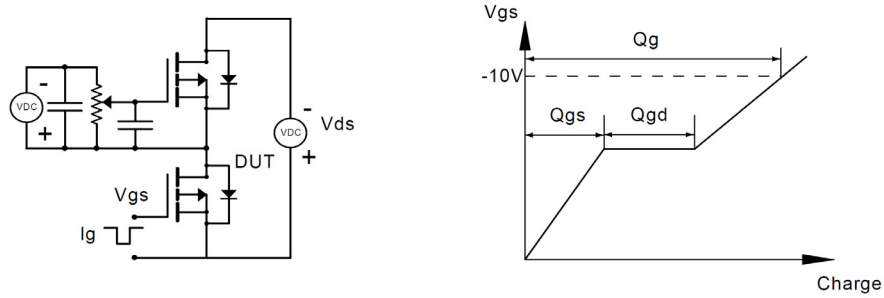 -
VDC
+
-
VDC
+
Vds
DUT
Vgs
Ig
Vgs
Qg
-10V
Qgs
Qgd
Charge